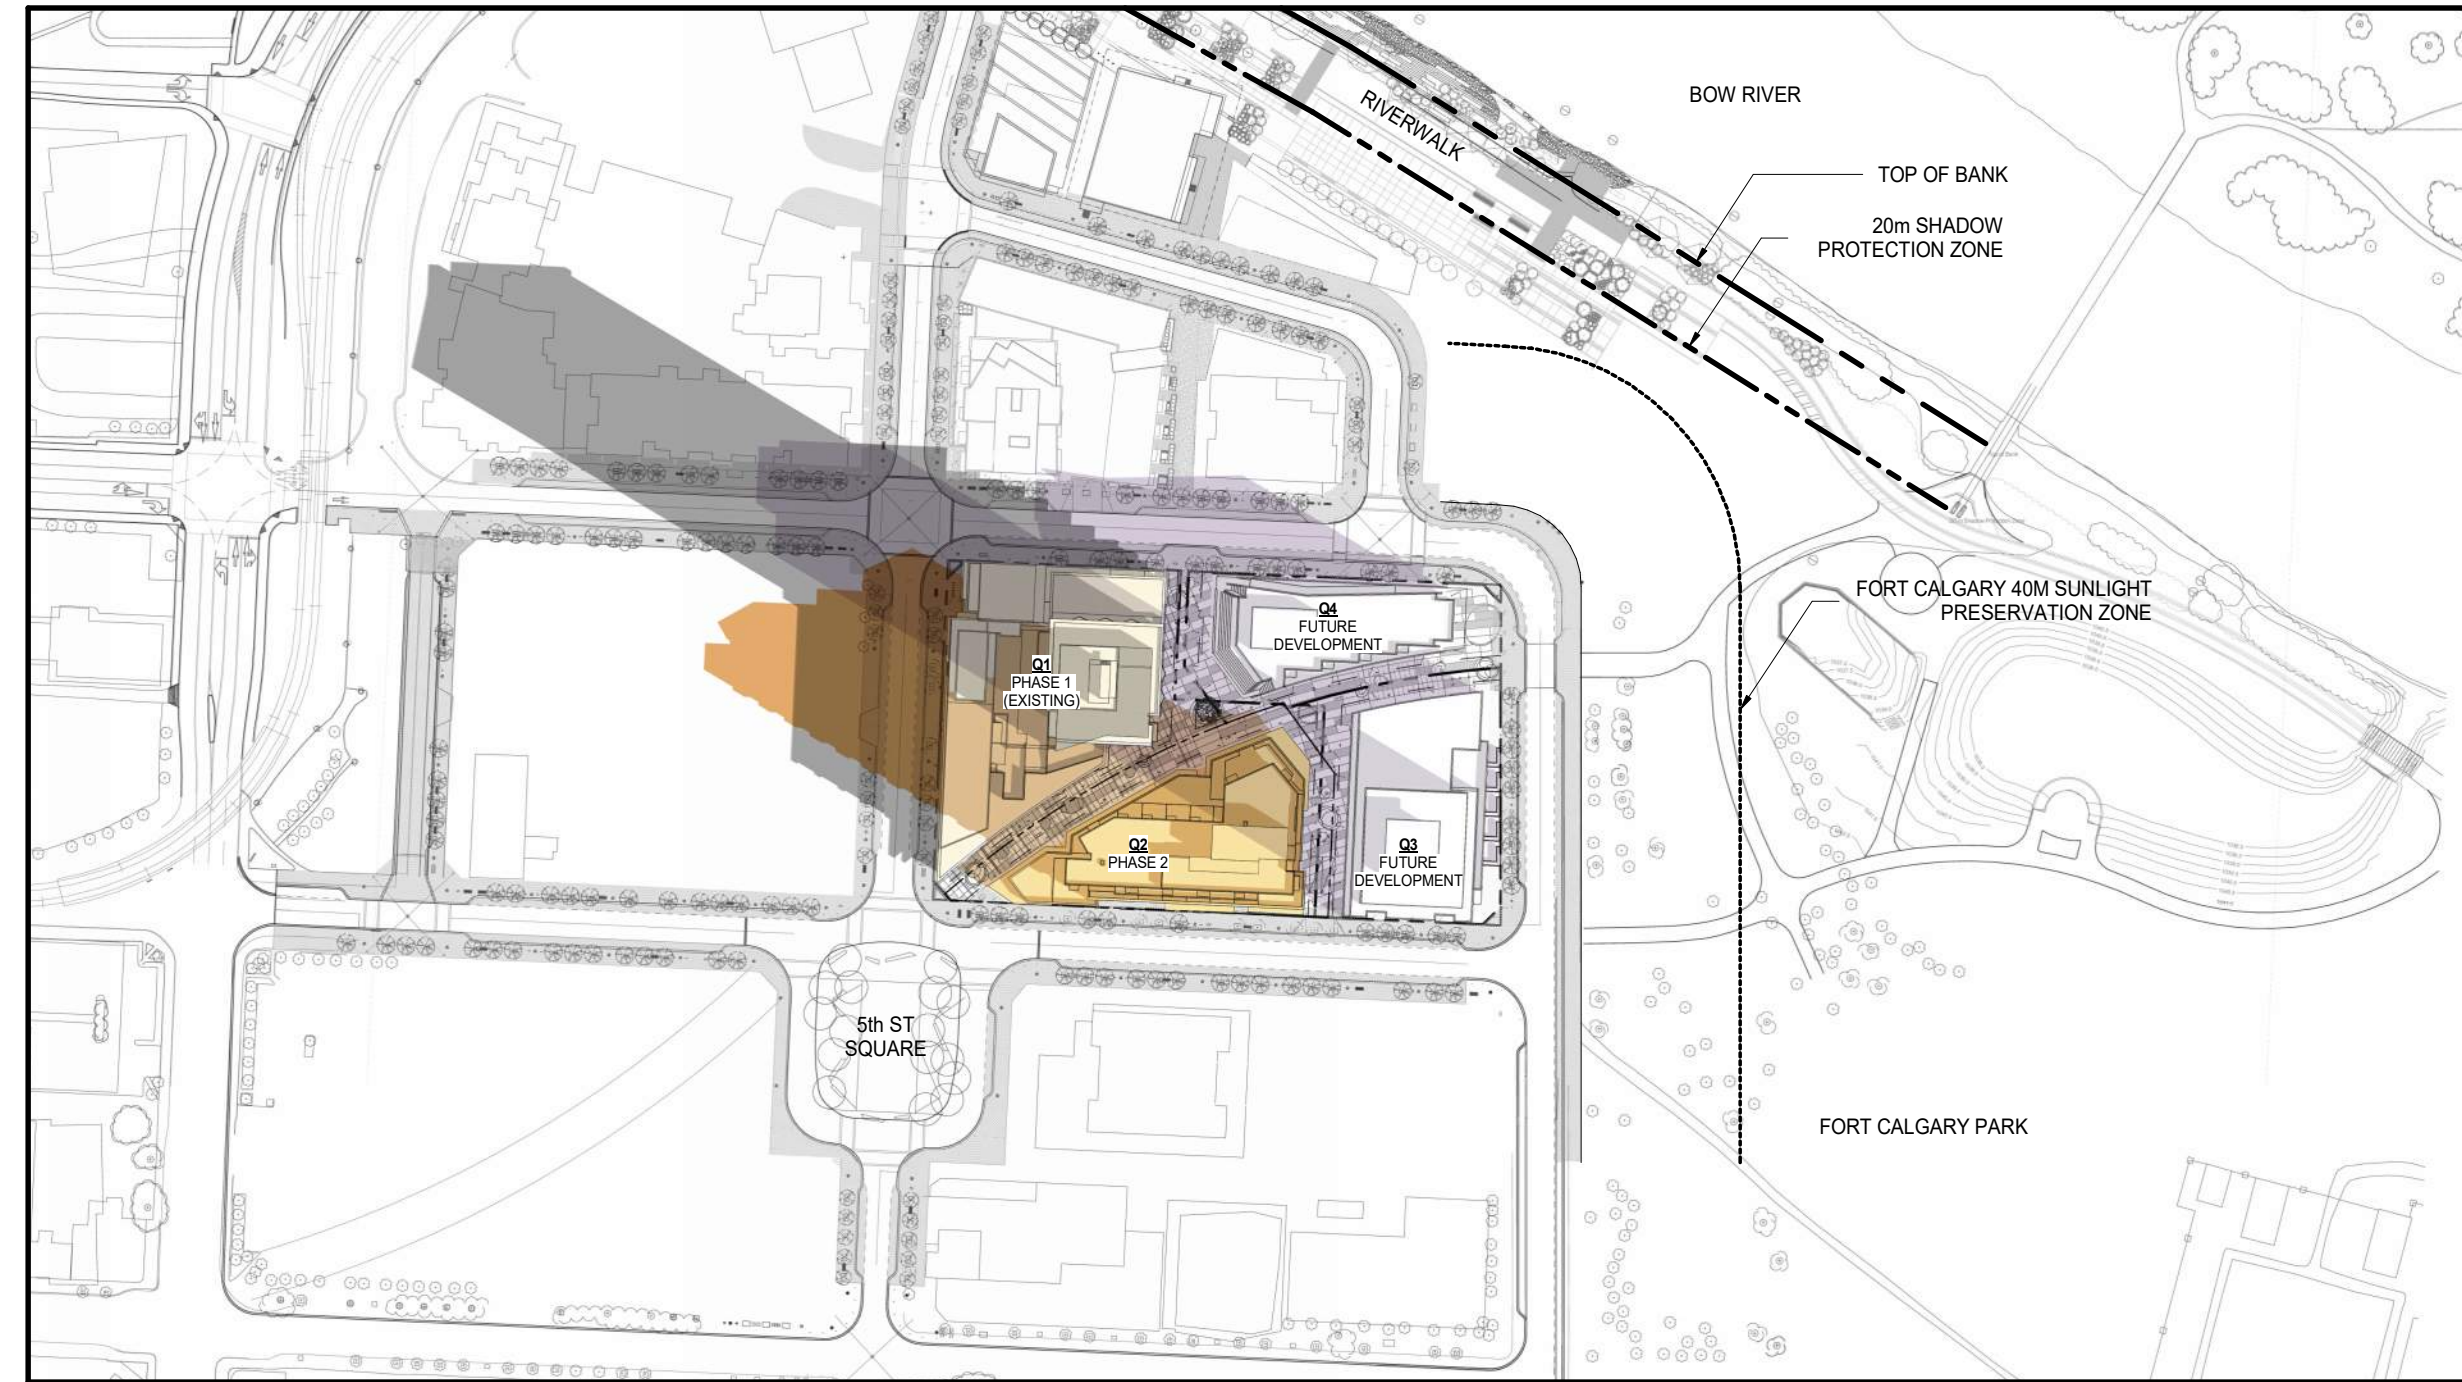 BOW RIVER
RIVERWALK
TOP OF BANK
20m SHADOW
PROTECTION ZONE
FORT CALGARY 40M SUNLIGHT
PRESERVATION ZONE
Q4
FUTURE
DEVELOPMENT
Q1
PHASE 1
(EXISTING)
Q2
PHASE 2
Q3
FUTURE
DEVELOPMENT
5th ST
SQUARE
FORT CALGARY PARK